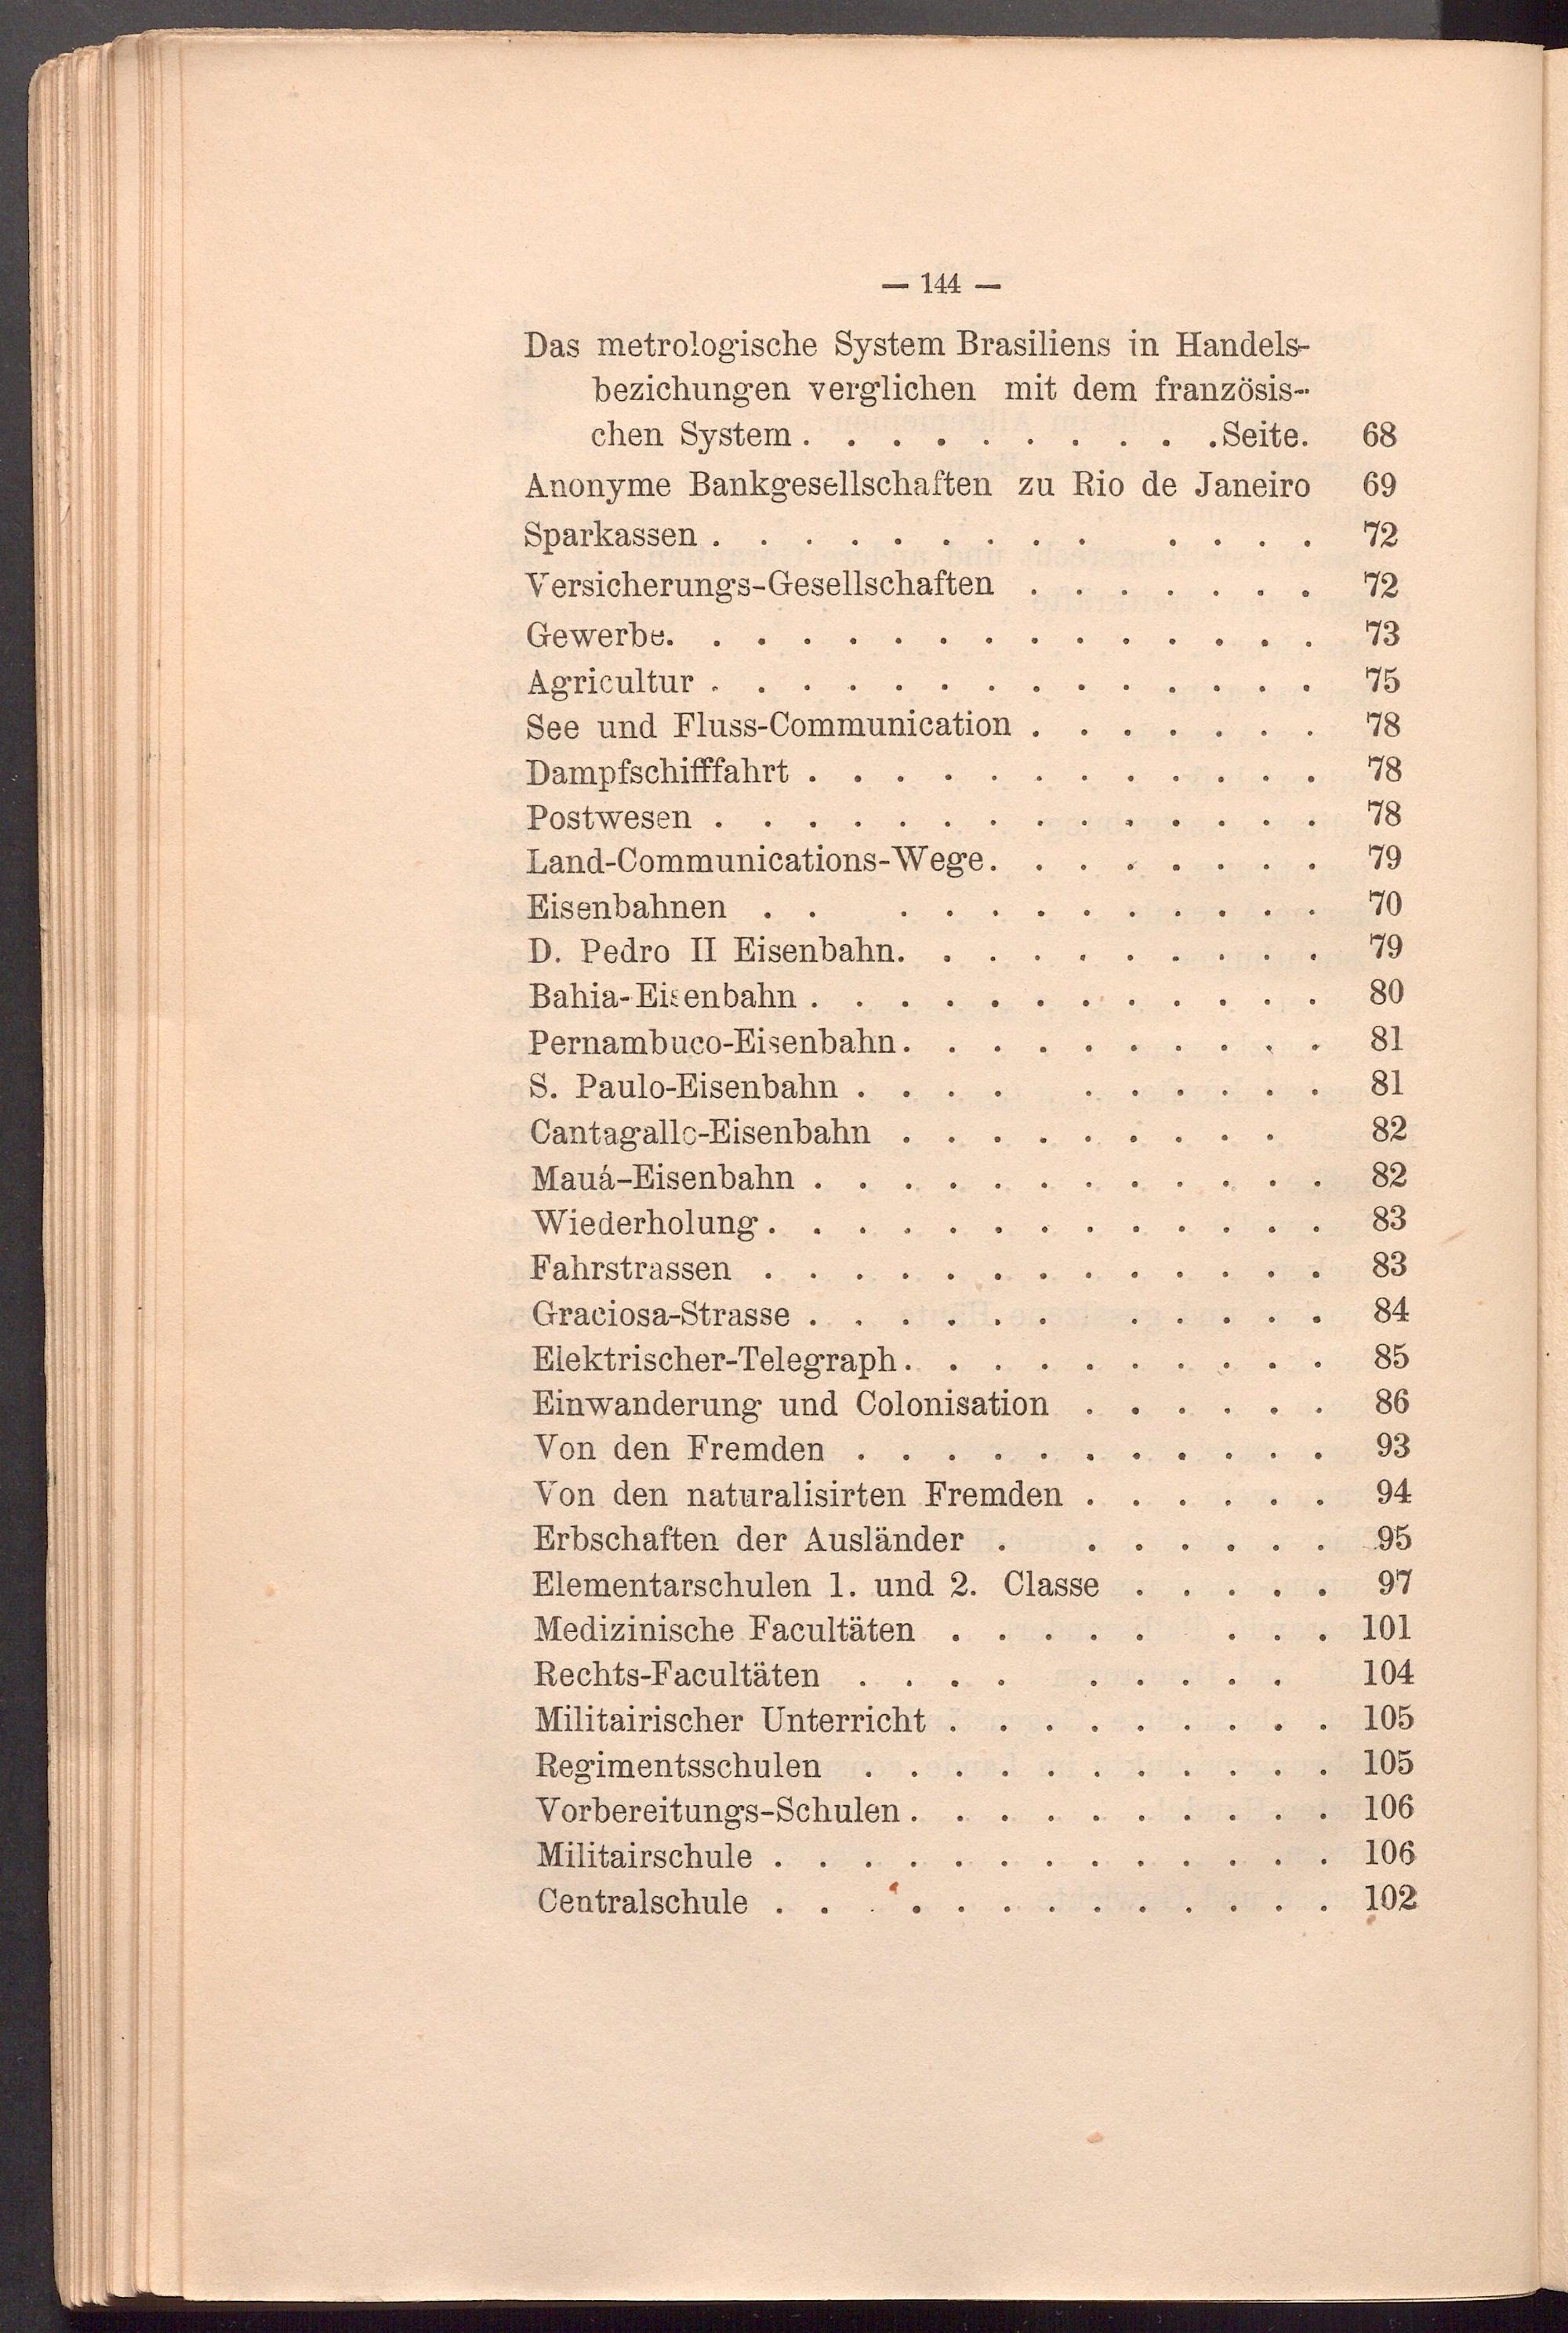 — 144 —
Das metrologische System Brasiliens in Handels-
bezichungen verglichen mit dem französis-
chen System . . . . . . . . . .Seite. 68
Anonyme Bankgesellschaften zu Rio de Janeiro 69
Sparkassen . . . . . . . . . . . . . 72
Versicherungs-Gesellschaften . . . . . . . 72
Gewerbe. . . . . . . . . . . . . . . 73
Agricultur . . . . . . . . . . . . . . 75
See und Fluss-Communication . . . . . . . 78
Dampfschifffahrt . . . . . . . . . . . . 78
Postwesen . . . . . . . . . . . . . . 78
Land-Communications-Wege. . . . . . . . 79
Eisenbahnen . . . . . . . . . . . . 70
D. Pedro II Eisenbahn. . . . . . . . . . 79
Bahia-Eisenbahn . . . . . . . . . . . . 80
Pernambuco-Eisenbahn. . . . . . . . . . 81
S. Paulo-Eisenbahn . . . . . . . . . . 81
Cantagallo-Eisenbahn . . . . . . . . . 82
Mauá-Eisenbahn . . . . . . . . . . . . 82
Wiederholung . . . . . . . . . . . . . 83
Fahrstrassen . . . . . . . . . . . . . 83
Graciosa-Strasse . . . . . . . . . . . 84
Elektrischer-Telegraph. . . . . . . . . . 85
Einwanderung und Colonisation . . . . . . 86
Von den Fremden . . . . . . . . . . . 93
Von den naturalisirten Fremden . . . . . . 94
Erbschaften der Ausländer . . . . . . . 95
Elementarschulen 1. und 2. Classe . . . . . 97
Medizinische Facultäten . . . . . . . . 101
Rechts-Facultäten . . . . . . . . . 104
Militairischer Unterricht . . . . . . . . . 105
Regimentsschulen . . . . . . . . . . . 105
Vorbereitungs-Schulen . . . . . . . . . . 106
Militairschule . . . . . . . . . . . . . 106
Centralschule . . . . . . . . . . . . . 102